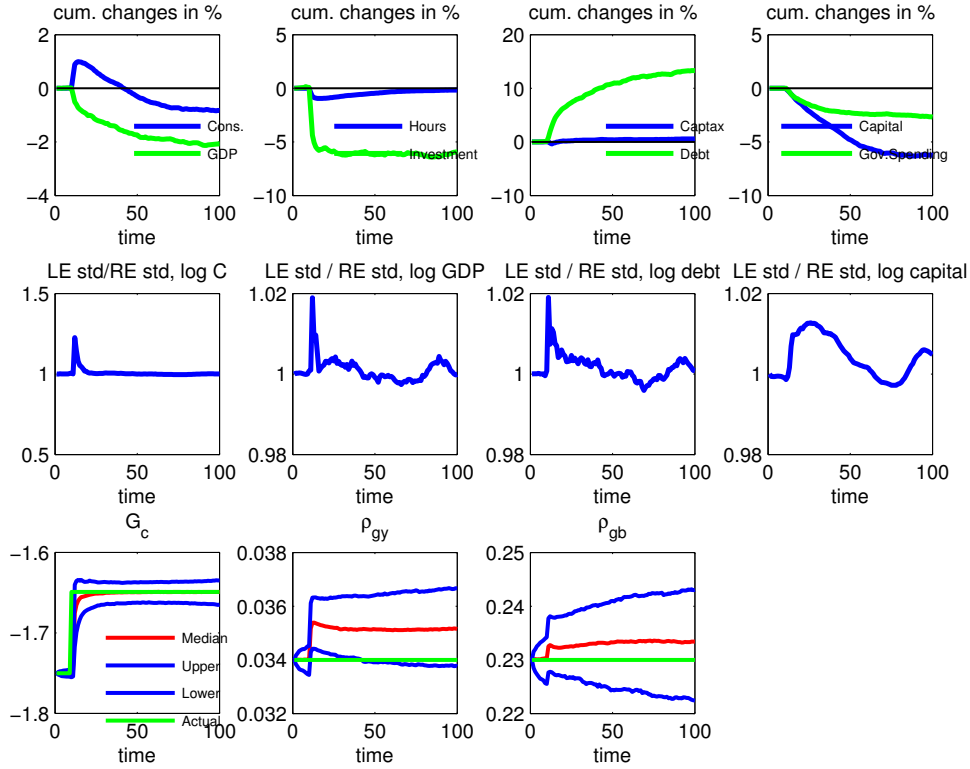 cum. changes in %
cum. changes in %
cum. changes in %
cum. changes in %
2
0
−2
−4
0
50
100
time
Cons.
GDP
5
0
−5
−10
0
50
100
time
Hours
Investment
20
10
0
−10
0
50
100
time
Captax
Debt
5
0
−5
−10
0
50
100
time
Capital
Gov.Spending
LE std/RE std, log C
LE std / RE std, log GDP
LE std / RE std, log debt
LE std / RE std, log capital
1.5
1
0.5
0
50
100
time
1.02
1
0.98
0
50
100
time
1.02
1
0.98
0
50
100
time
1.02
1
0.98
0
50
100
time
G_c
ρ_gy
ρ_gb
−1.6
−1.7
−1.8
0
50
100
time
Median
Upper
Lower
Actual
0.038
0.036
0.034
0.032
0
50
100
time
0.25
0.24
0.23
0.22
0
50
100
time